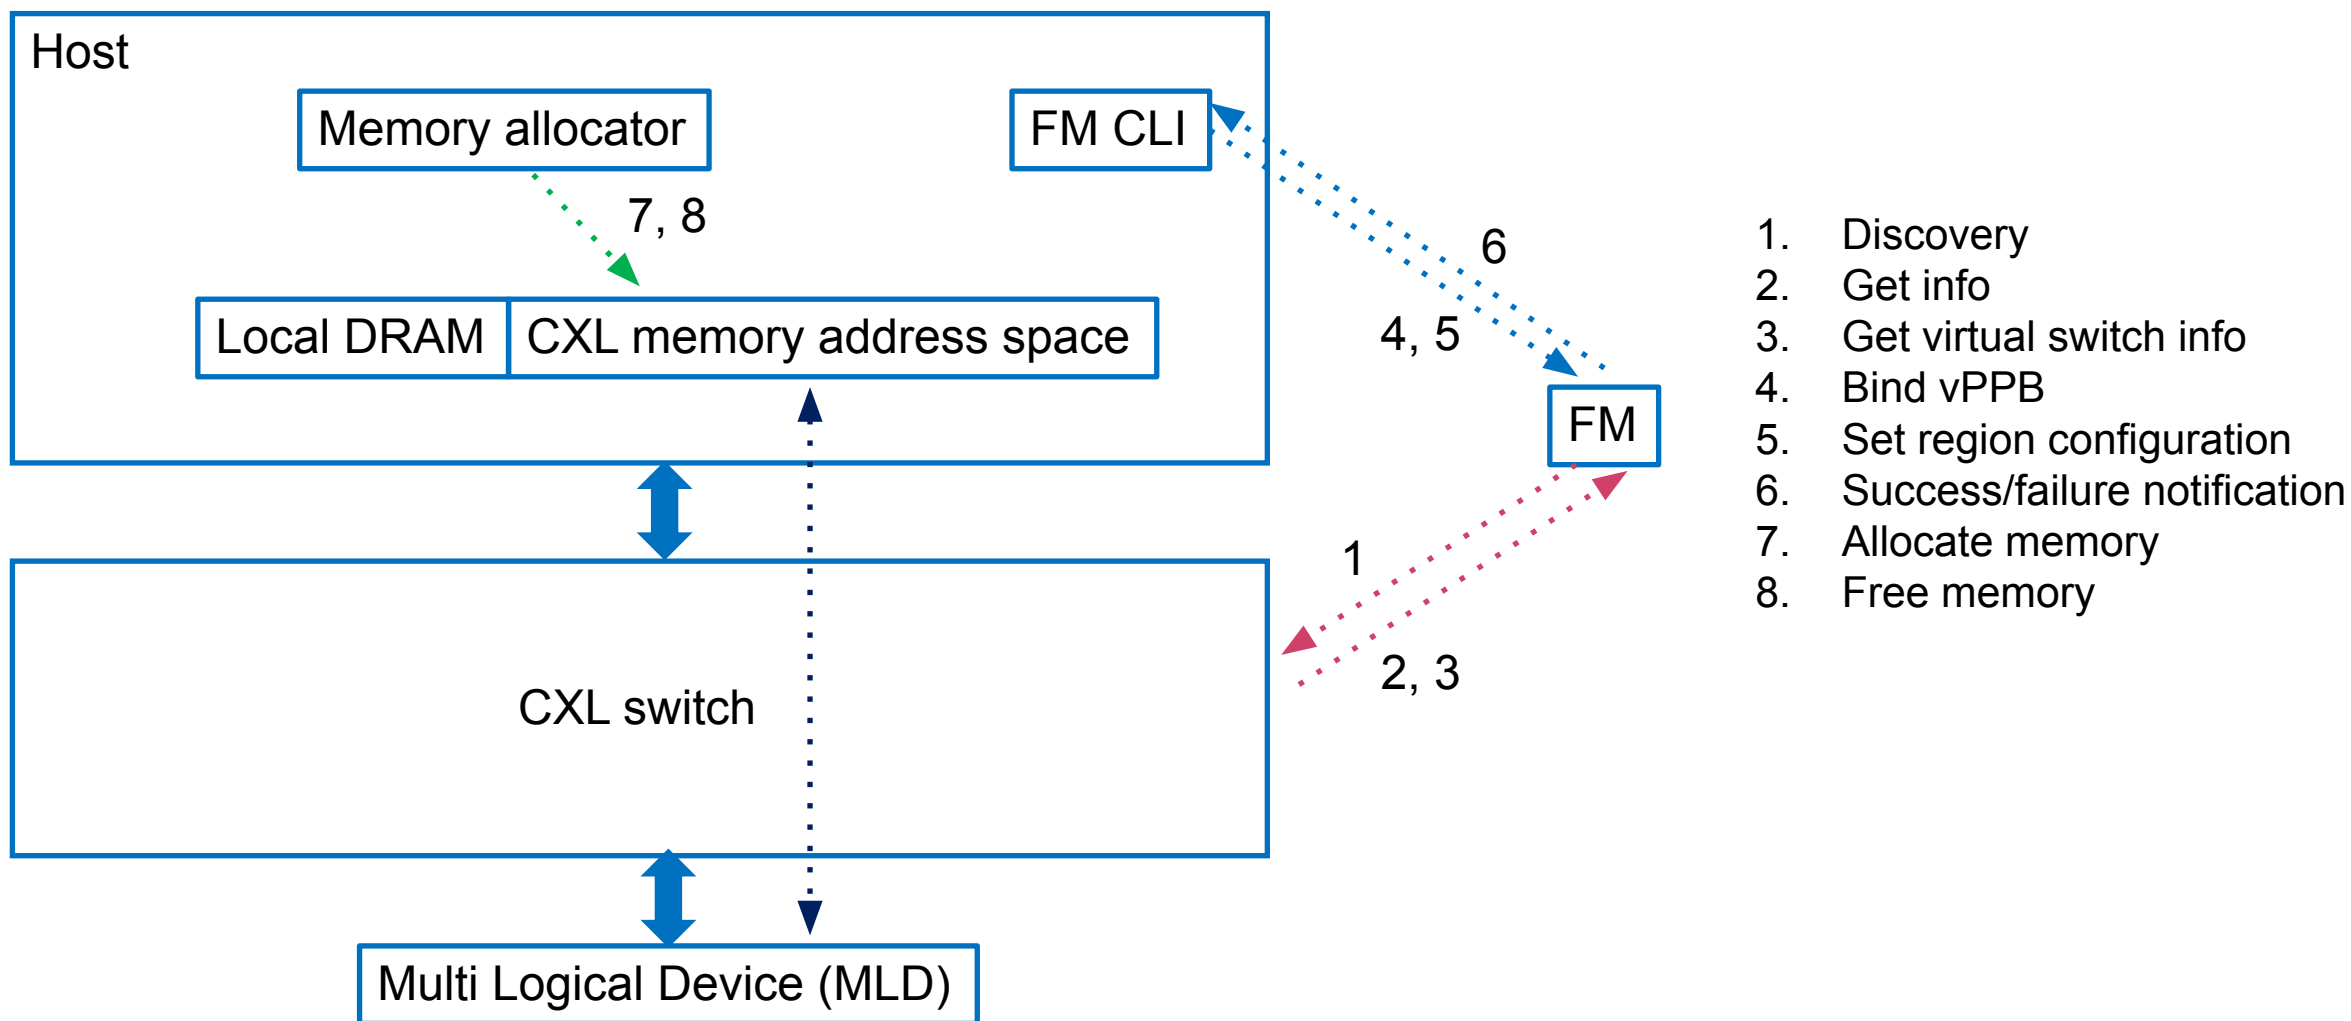 Host
Memory allocator
FM CLI
7, 8
6
Local DRAM
CXL memory address space
4, 5
FM
1
2, 3
CXL switch
Multi Logical Device (MLD)
1. Discovery
2. Get info
3. Get virtual switch info
4. Bind vPPB
5. Set region configuration
6. Success/failure notification
7. Allocate memory
8. Free memory